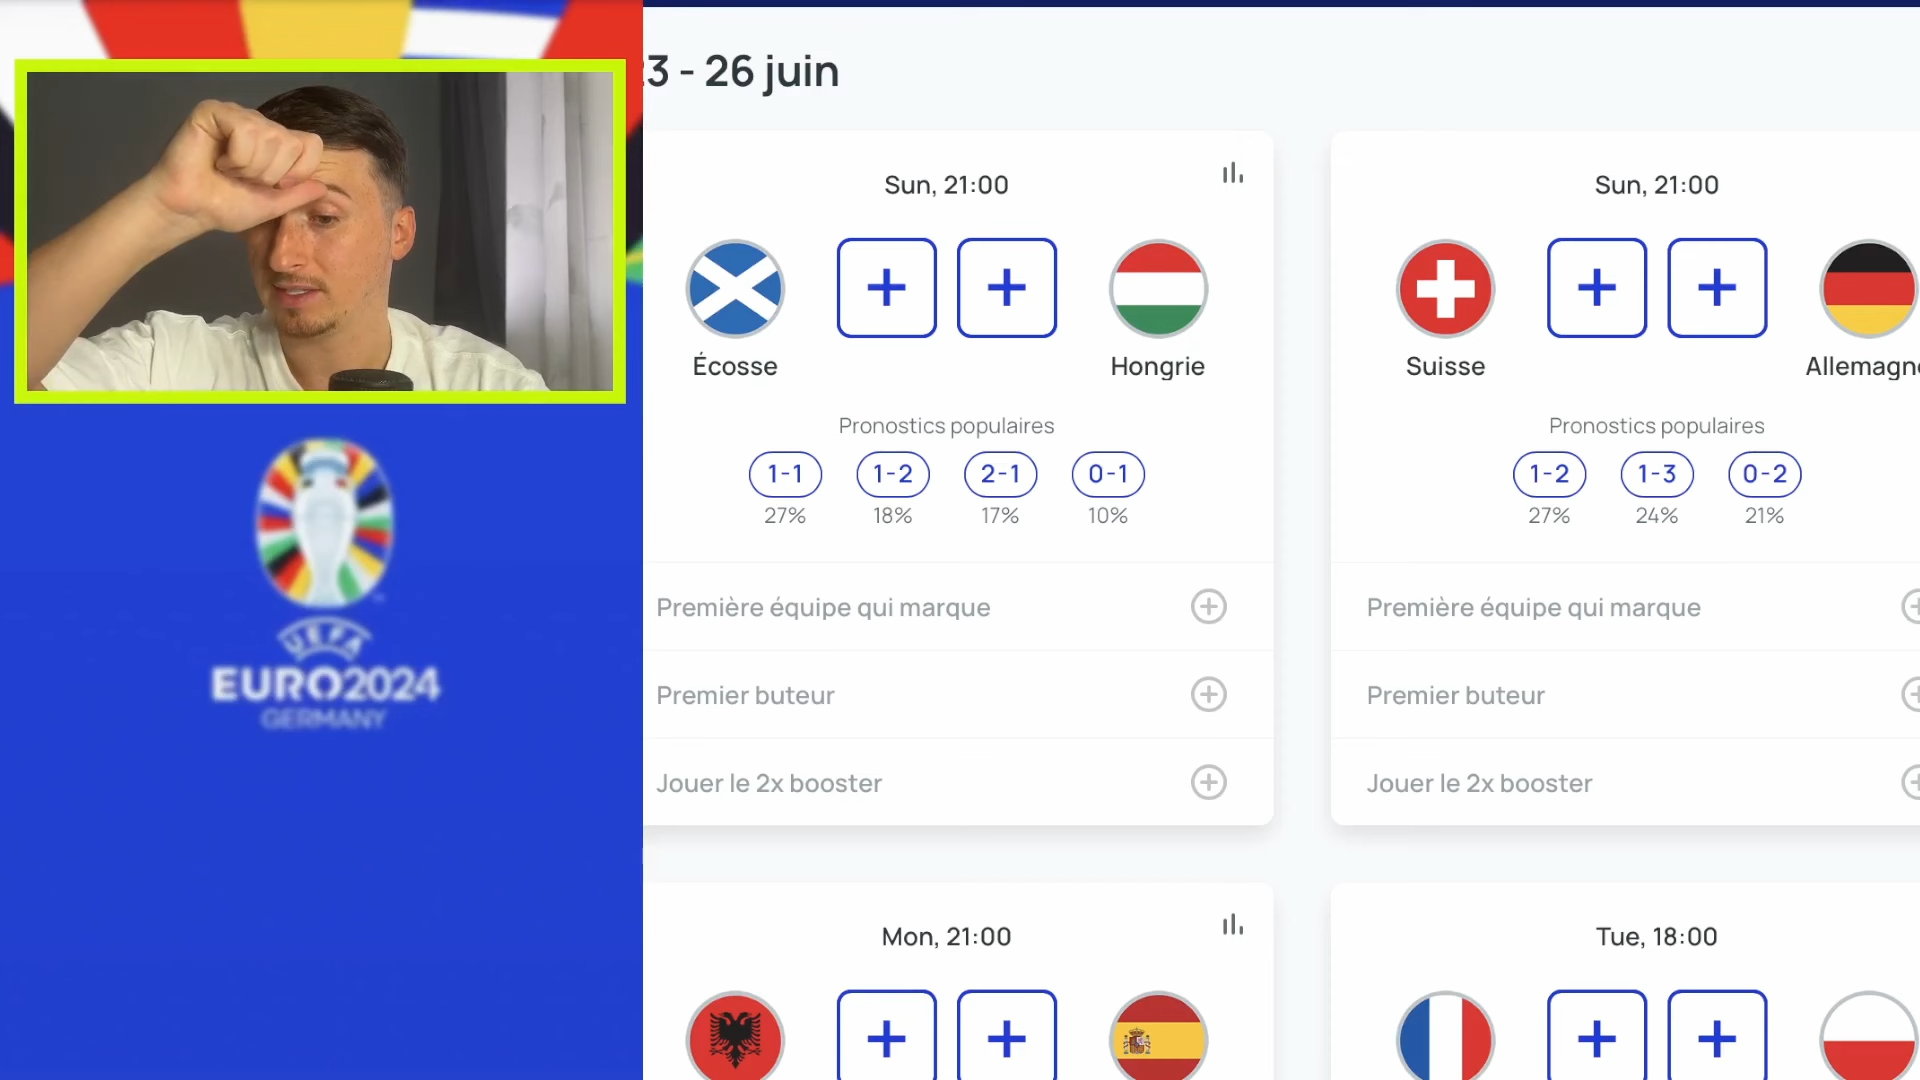 3 - 26 juin
Sun, 21:00
Écosse
Hongrie
Pronostics populaires
1-1 1-2 2-1 0-1
27% 18% 17% 10%
Première équipe qui marque
Premier buteur
Jouer le 2x booster
Sun, 21:00
Suisse
Allemagne
Pronostics populaires
1-2 1-3 0-2
27% 24% 21%
Première équipe qui marque
Premier buteur
Jouer le 2x booster
Mon, 21:00
Tue, 18:00
UEFA
EURO2024
GERMANY